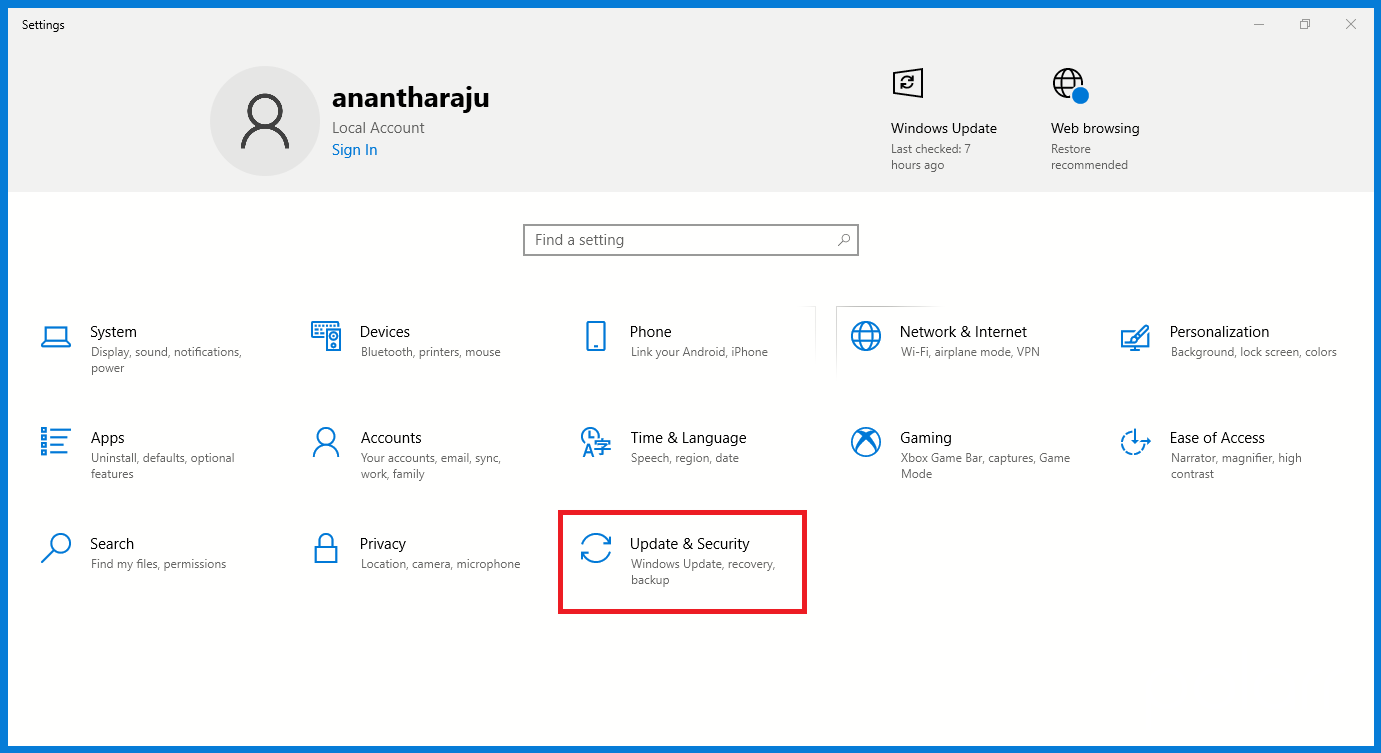 Settings
anantharaju
Local Account
Sign In
Windows Update
Last checked: 7
hours ago
Web browsing
Restore
recommended
Find a setting
System
Display, sound, notifications,
power
Devices
Bluetooth, printers, mouse
Phone
Link your Android, iPhone
Network & Internet
Wi-Fi, airplane mode, VPN
Personalization
Background, lock screen, colors
Apps
Uninstall, defaults, optional
features
Accounts
Your accounts, email, sync,
work, family
Time & Language
Speech, region, date
Gaming
Xbox Game Bar, captures, Game
Mode
Ease of Access
Narrator, magnifier, high
contrast
Search
Find my files, permissions
Privacy
Location, camera, microphone
Update & Security
Windows Update, recovery,
backup